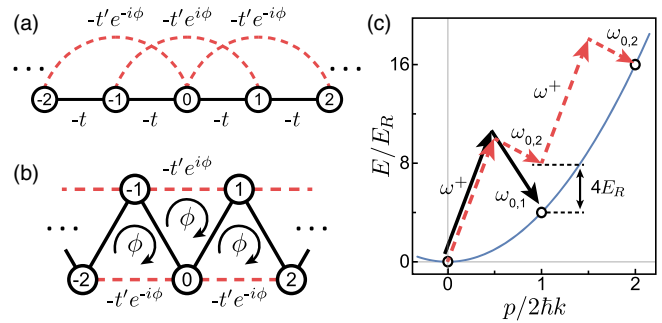 (a) -t'e^{-iϕ} -t'e^{-iϕ} -t'e^{-iϕ}
... ...
-2 -1 0 1 2
-t -t -t -t
(b) -t'e^{iϕ}
-1 1
ϕ ϕ ϕ
... ...
-2 0 2
-t'e^{-iϕ} -t'e^{-iϕ}
(c)
E/E_R
16
8
0
ω^+
ω_{0,2}
ω^+
ω_{0,2}
ω^+
ω_{0,1}
4E_R
0 1 2
p/2ħk